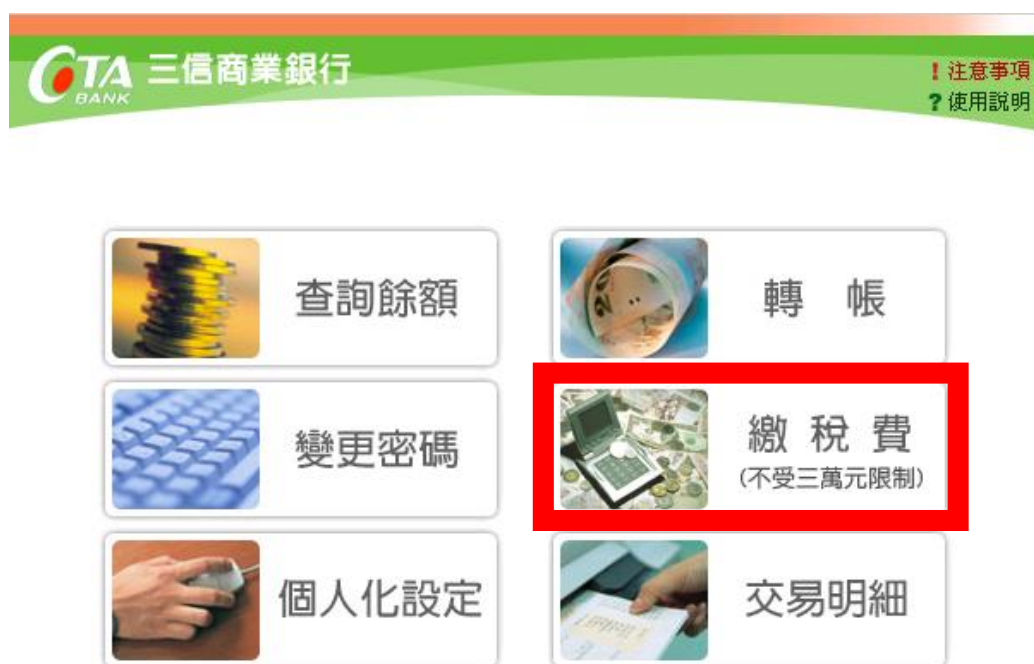 COTA 三信商業銀行
BANK
！注意事項
？使用説明
查詢餘額
轉 帳
變更密碼
繳 稅 費
(不受三萬元限制)
個人化設定
交易明細